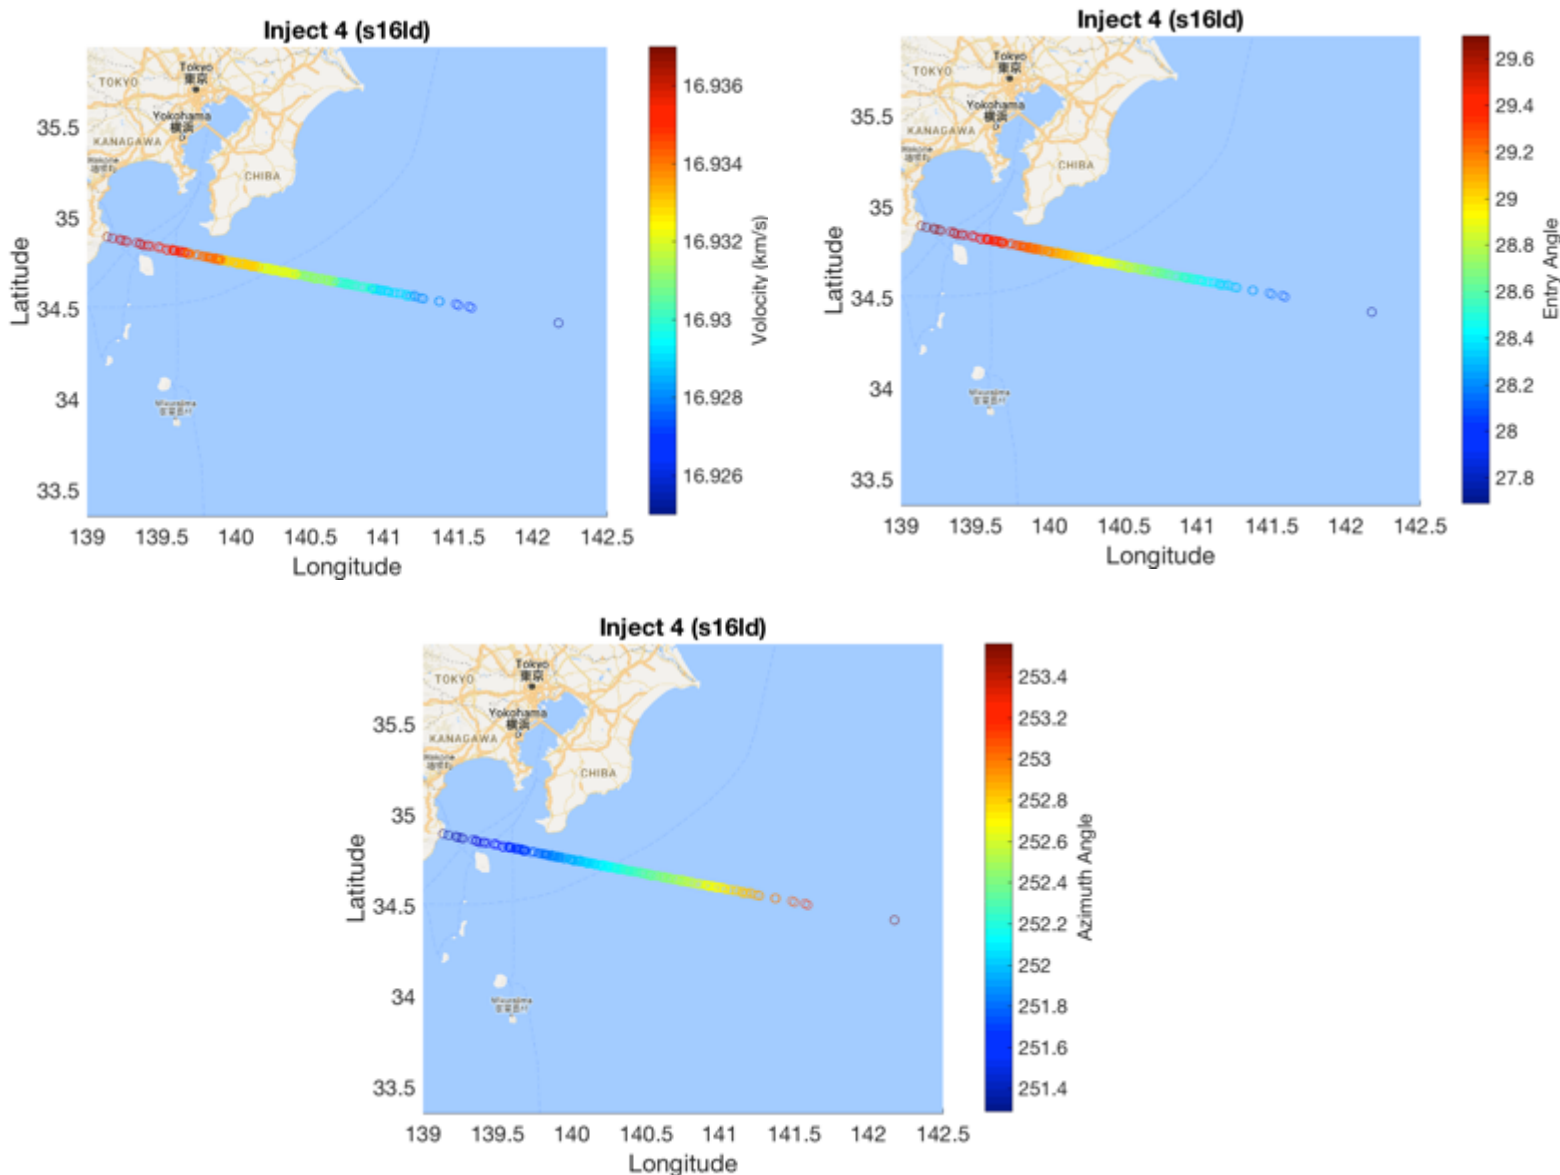 Inject 4 (s16ld)
Tokyo
東京
TOKYO
Yokohama
横浜
KANAGAWA
Hakone
CHIBA
35.5
35
34.5
34
33.5
Latitude
139
139.5
140
140.5
141
141.5
142
142.5
Longitude
16.936
16.934
16.932
16.93
16.928
16.926
Volocity (km/s)
Inject 4 (s16ld)
Tokyo
東京
TOKYO
Yokohama
横浜
KANAGAWA
Hakone
CHIBA
35.5
35
34.5
34
33.5
Latitude
139
139.5
140
140.5
141
141.5
142
142.5
Longitude
29.6
29.4
29.2
29
28.8
28.6
28.4
28.2
28
27.8
Entry Angle
Inject 4 (s16ld)
Tokyo
東京
TOKYO
Yokohama
横浜
KANAGAWA
Hakone
CHIBA
35.5
35
34.5
34
33.5
Latitude
139
139.5
140
140.5
141
141.5
142
142.5
Longitude
253.4
253.2
253
252.8
252.6
252.4
252.2
252
251.8
251.6
251.4
Azimuth Angle